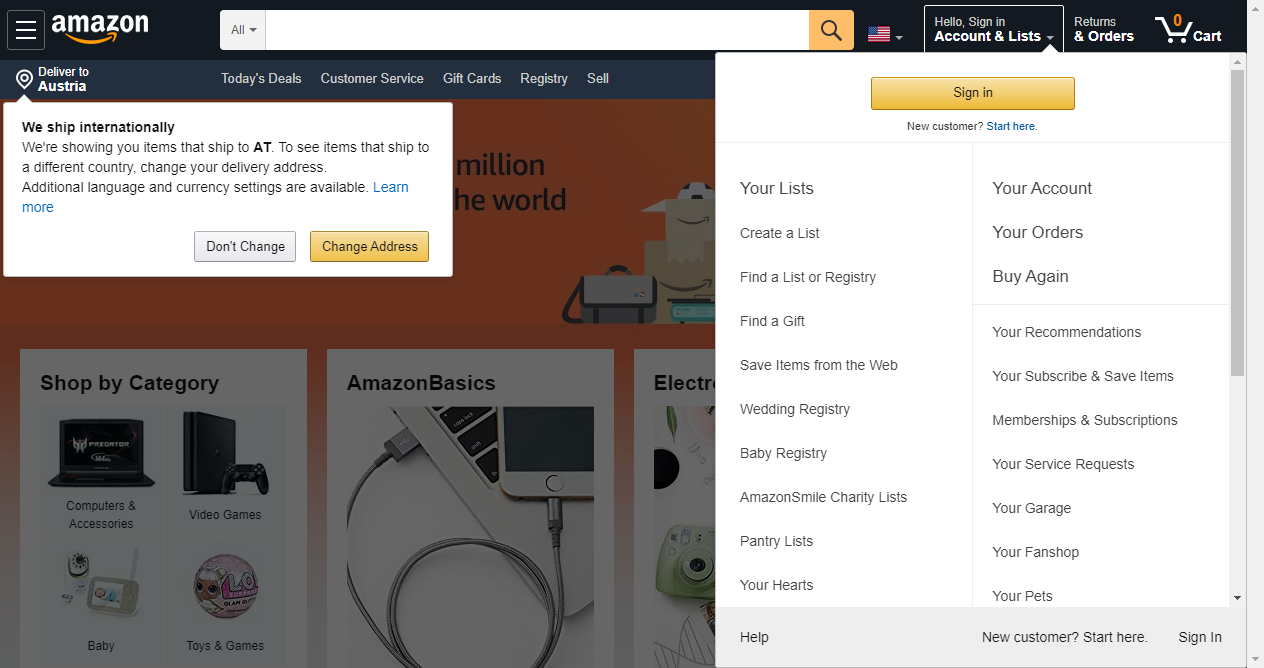 amazon
All
Hello, Sign in
Account & Lists
Returns
& Orders
0
Cart
Deliver to
Austria
Today's Deals
Customer Service
Gift Cards
Registry
Sell
We ship internationally
We're showing you items that ship to AT. To see items that ship to
a different country, change your delivery address.
Additional language and currency settings are available. Learn
more
Don't Change
Change Address
million
he world
Sign in
New customer? Start here.
Your Lists
Create a List
Find a List or Registry
Find a Gift
Save Items from the Web
Wedding Registry
Baby Registry
AmazonSmile Charity Lists
Pantry Lists
Your Hearts
Your Account
Your Orders
Buy Again
Your Recommendations
Your Subscribe & Save Items
Memberships & Subscriptions
Your Service Requests
Your Garage
Your Fanshop
Your Pets
Help
New customer? Start here.
Sign In
Shop by Category
PREDATOR
Computers &
Accessories
Video Games
Baby
L.O.L.
SURPRISE
GLAM GLITTER
Toys & Games
AmazonBasics
caps lock
shift
Electr